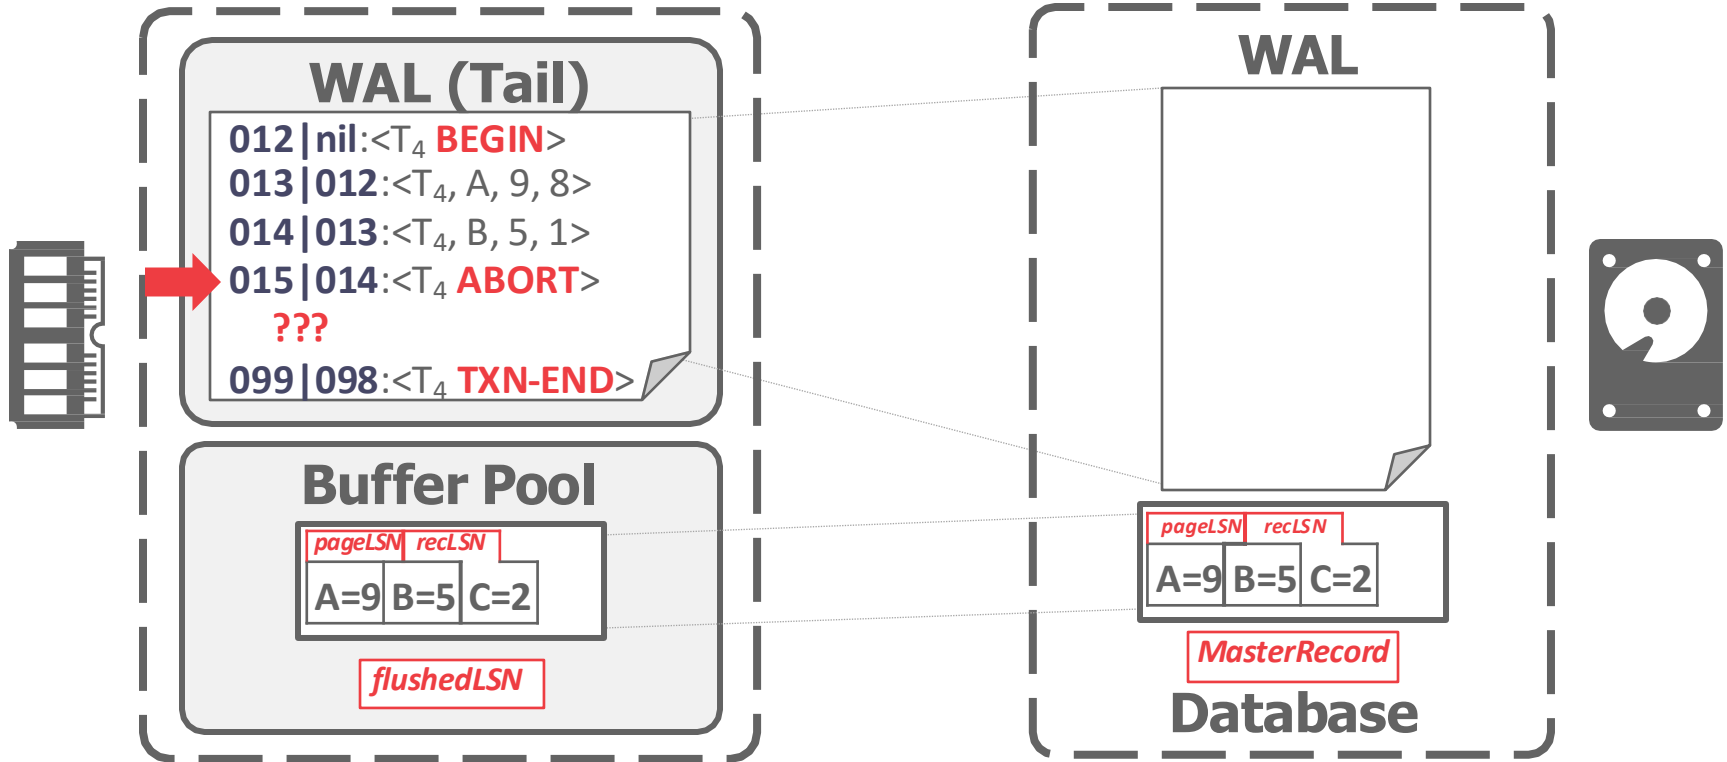 WAL (Tail)
012|nil:<T4 BEGIN>
013|012:<T4, A, 9, 8>
014|013:<T4, B, 5, 1>
015|014:<T4 ABORT>
???
099|098:<T4 TXN-END>
Buffer Pool
pageLSN recLSN
A=9 B=5 C=2
flushedLSN
WAL
pageLSN recLSN
A=9 B=5 C=2
MasterRecord
Database